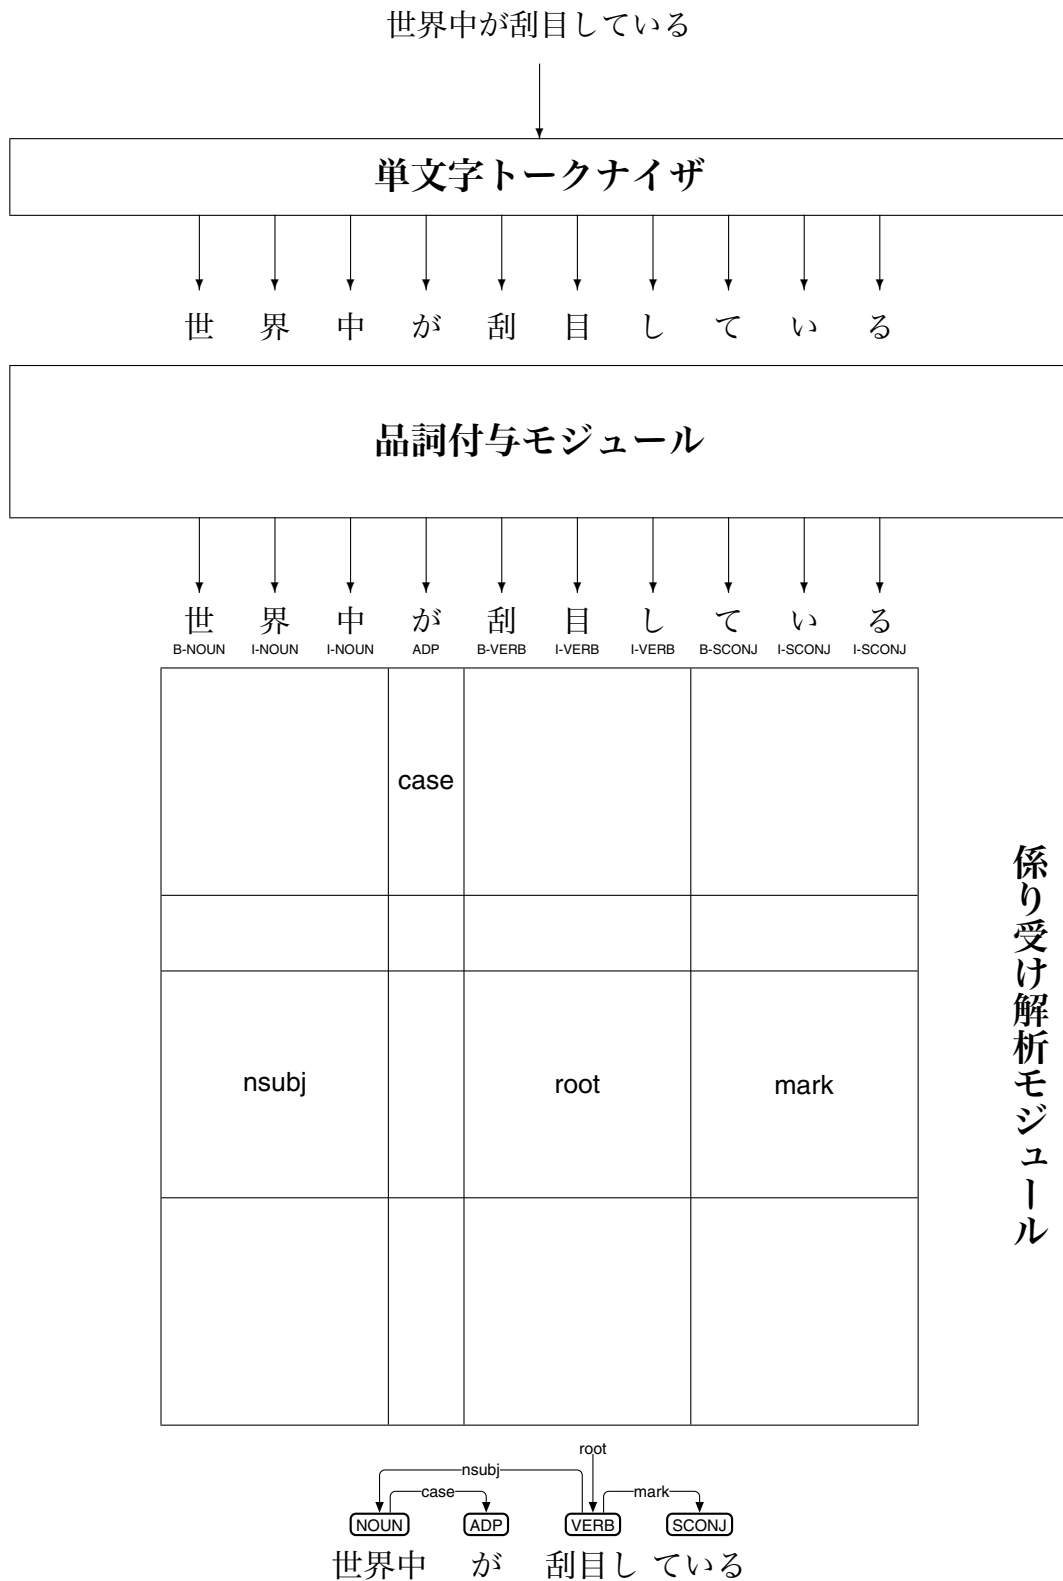 世界中が刮目している
単文字トークナイザ
世 界 中 が 刮 目 し て い る
品詞付与モジュール
世 界 中 が 刮 目 し て い る
B-NOUN I-NOUN I-NOUN ADP B-VERB I-VERB I-VERB B-SCONJ I-SCONJ I-SCONJ
case
nsubj root mark
係り受け解析モジュール
root
nsubj
case mark
NOUN ADP VERB SCONJ
世界中 が 刮目し ている